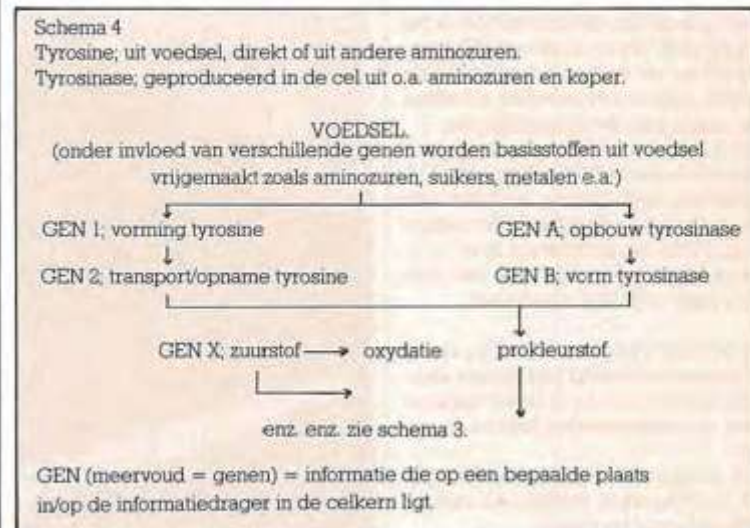 Schema 4
Tyrosine; uit voedsel, direkt of uit andere aminozuren.
Tyrosinase; geproduceerd in de cel uit o.a. aminozuren en koper.
VOEDSEL.
(onder invloed van verschillende genen worden basisstoffen uit voedsel
vrijgemaakt zoals aminozuren, suikers, metalen e.a.)
GEN 1; vorming tyrosine GEN A; opbouw tyrosinase
GEN 2; transport/opname tyrosine GEN B; vorm tyrosinase
GEN X; zuurstof → oxydatie prokleurstof.
enz. enz. zie schema 3.
GEN (meervoud = genen) = informatie die op een bepaalde plaats
in/op de informatiedrager in de celkern ligt.